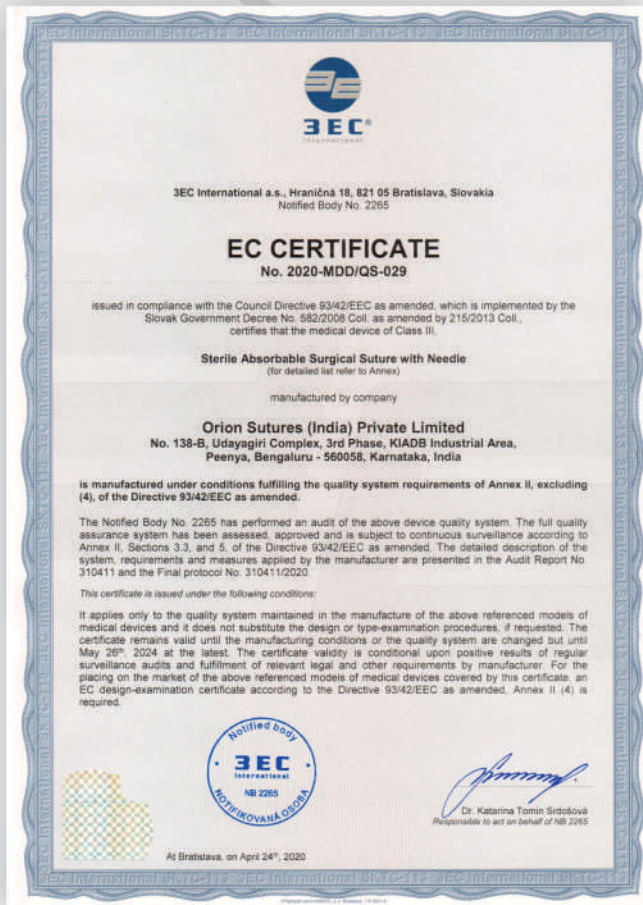 3EC International SKTC-113 3EC International SKTC-113 3EC International SKTC-113
3EC®
International
3EC International a.s., Hraničná 18, 821 05 Bratislava, Slovakia
Notified Body No. 2265
EC CERTIFICATE
No. 2020-MDD/QS-029
issued in compliance with the Council Directive 93/42/EEC as amended, which is implemented by the
Slovak Government Decree No. 582/2008 Coll. as amended by 215/2013 Coll.,
certifies that the medical device of Class III,
Sterile Absorbable Surgical Suture with Needle
(for detailed list refer to Annex)
manufactured by company
Orion Sutures (India) Private Limited
No. 138-B, Udayagiri Complex, 3rd Phase, KIADB Industrial Area,
Peenya, Bengaluru - 560058, Karnataka, India
is manufactured under conditions fulfilling the quality system requirements of Annex II, excluding
(4), of the Directive 93/42/EEC as amended.
The Notified Body No. 2265 has performed an audit of the above device quality system. The full quality
assurance system has been assessed, approved and is subject to continuous surveillance according to
Annex II, Sections 3.3, and 5, of the Directive 93/42/EEC as amended. The detailed description of the
system, requirements and measures applied by the manufacturer are presented in the Audit Report No.
310411 and the Final protocol No. 310411/2020.
This certificate is issued under the following conditions:
It applies only to the quality system maintained in the manufacture of the above referenced models of
medical devices and it does not substitute the design or type-examination procedures, if requested. The
certificate remains valid until the manufacturing conditions or the quality system are changed but until
May 26th, 2024 at the latest. The certificate validity is conditional upon positive results of regular
surveillance audits and fulfillment of relevant legal and other requirements by manufacturer. For the
placing on the market of the above referenced models of medical devices covered by this certificate, an
EC design-examination certificate according to the Directive 93/42/EEC as amended, Annex II (4) is
required.
Notified body
3EC
International
NB 2265
NOTIFIKOVANÁ OSOBA
Dr. Katarina Tomin Srdošová
Responsible to act on behalf of NB 2265
At Bratislava, on April 24th, 2020